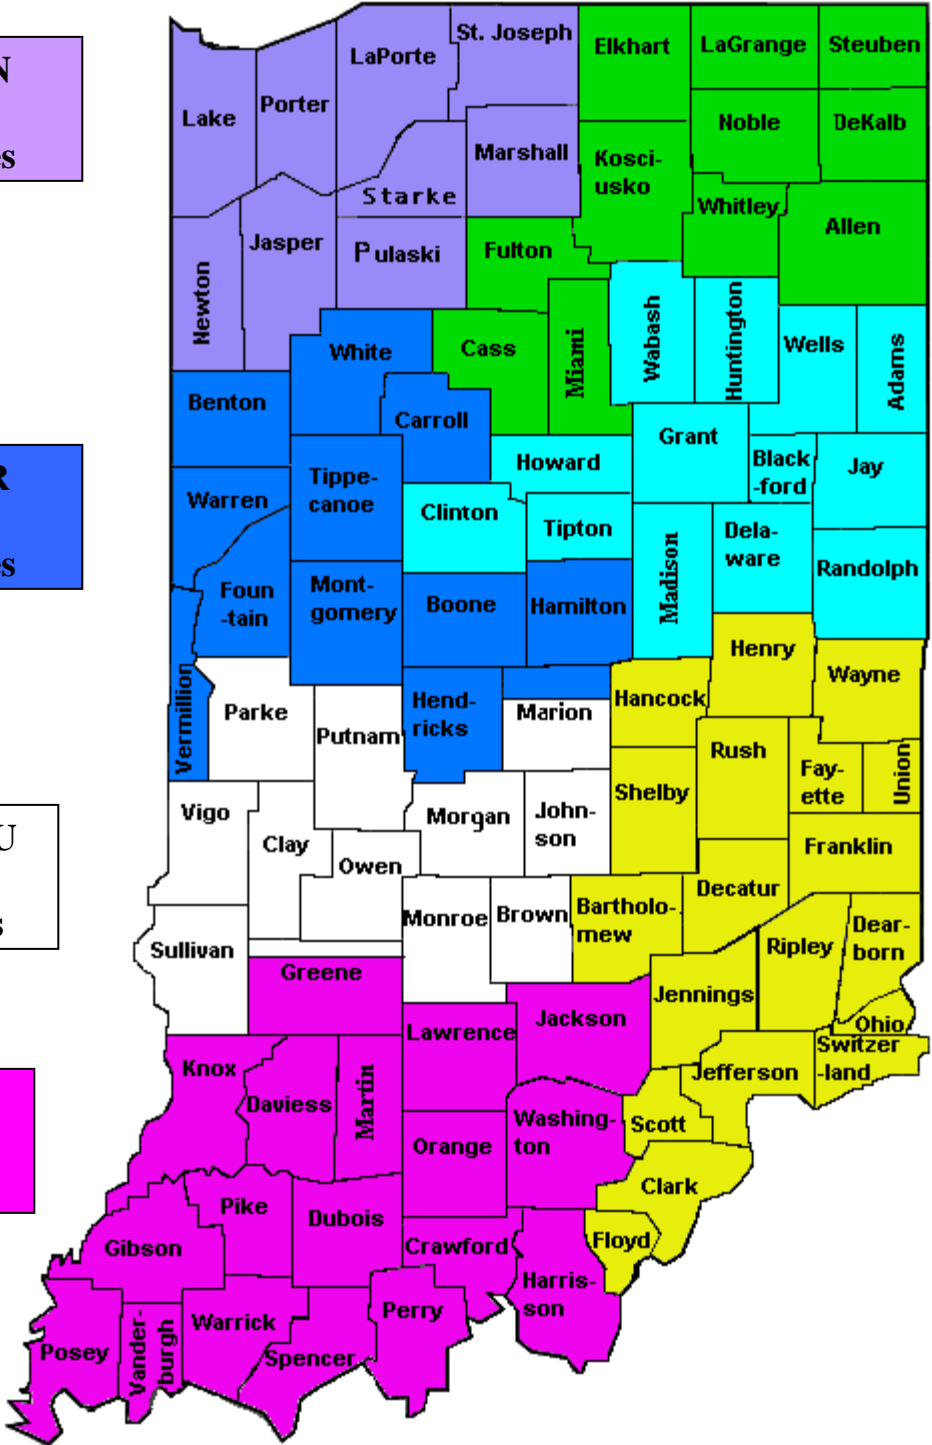 N
es
R
es
U
s
St. Joseph
LaPorte
Elkhart
LaGrange
Steuben
Lake
Porter
Noble
DeKalb
Marshall
Kosci-
usko
Starke
Whitley
Allen
Jasper
Pulaski
Fulton
Newton
White
Cass
Miami
Wabash
Huntington
Wells
Adams
Benton
Carroll
Grant
Howard
Black
-ford
Jay
Warren
Tippe-
canoe
Clinton
Tipton
Madison
Dela-
ware
Randolph
Foun
-tain
Mont-
gomery
Boone
Hamilton
Henry
Wayne
Vermillion
Parke
Putnam
Hend-
ricks
Marion
Hancock
Rush
Fay-
ette
Union
Shelby
Vigo
Clay
Morgan
John-
son
Franklin
Owen
Decatur
Monroe
Brown
Bartholo-
mew
Ripley
Dear-
born
Sullivan
Greene
Jennings
Jackson
Lawrence
Ohio
Switzer
-land
Jefferson
Knox
Daviess
Martin
Orange
Washing-
ton
Scott
Clark
Pike
Dubois
Gibson
Crawford
Floyd
Harris-
son
Perry
Warrick
Posey
Vander-
burgh
Spencer